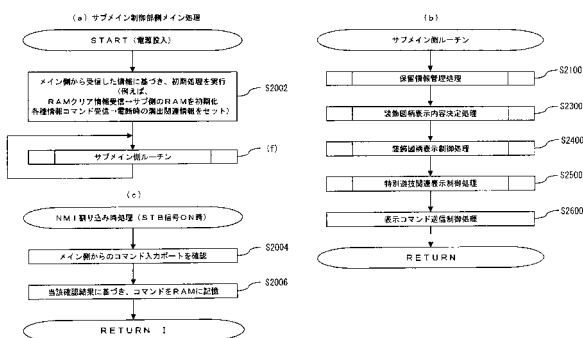 (a) サブメイン制御部側メイン処理
START(電源投入)
メイン側から受信した情報に基づき、初期処理を実行
(例えば、
RAMクリア情報受信→サブ側のRAMを初期化
各種情報コマンド受信→電断時の演出関連情報をセット)
S2002
サブメイン側ルーチン
(f)
(c)
NMI割り込み時処理(STB信号ON時)
メイン側からのコマンド入力ポートを確認
S2004
当該確認結果に基づき、コマンドをRAMに記憶
S2006
RETURN I
(b)
サブメイン側ルーチン
保留情報管理処理
S2100
装飾図柄表示内容決定処理
S2300
装飾図柄表示制御処理
S2400
特別遊技関連表示制御処理
S2500
表示コマンド送信制御処理
S2600
RETURN